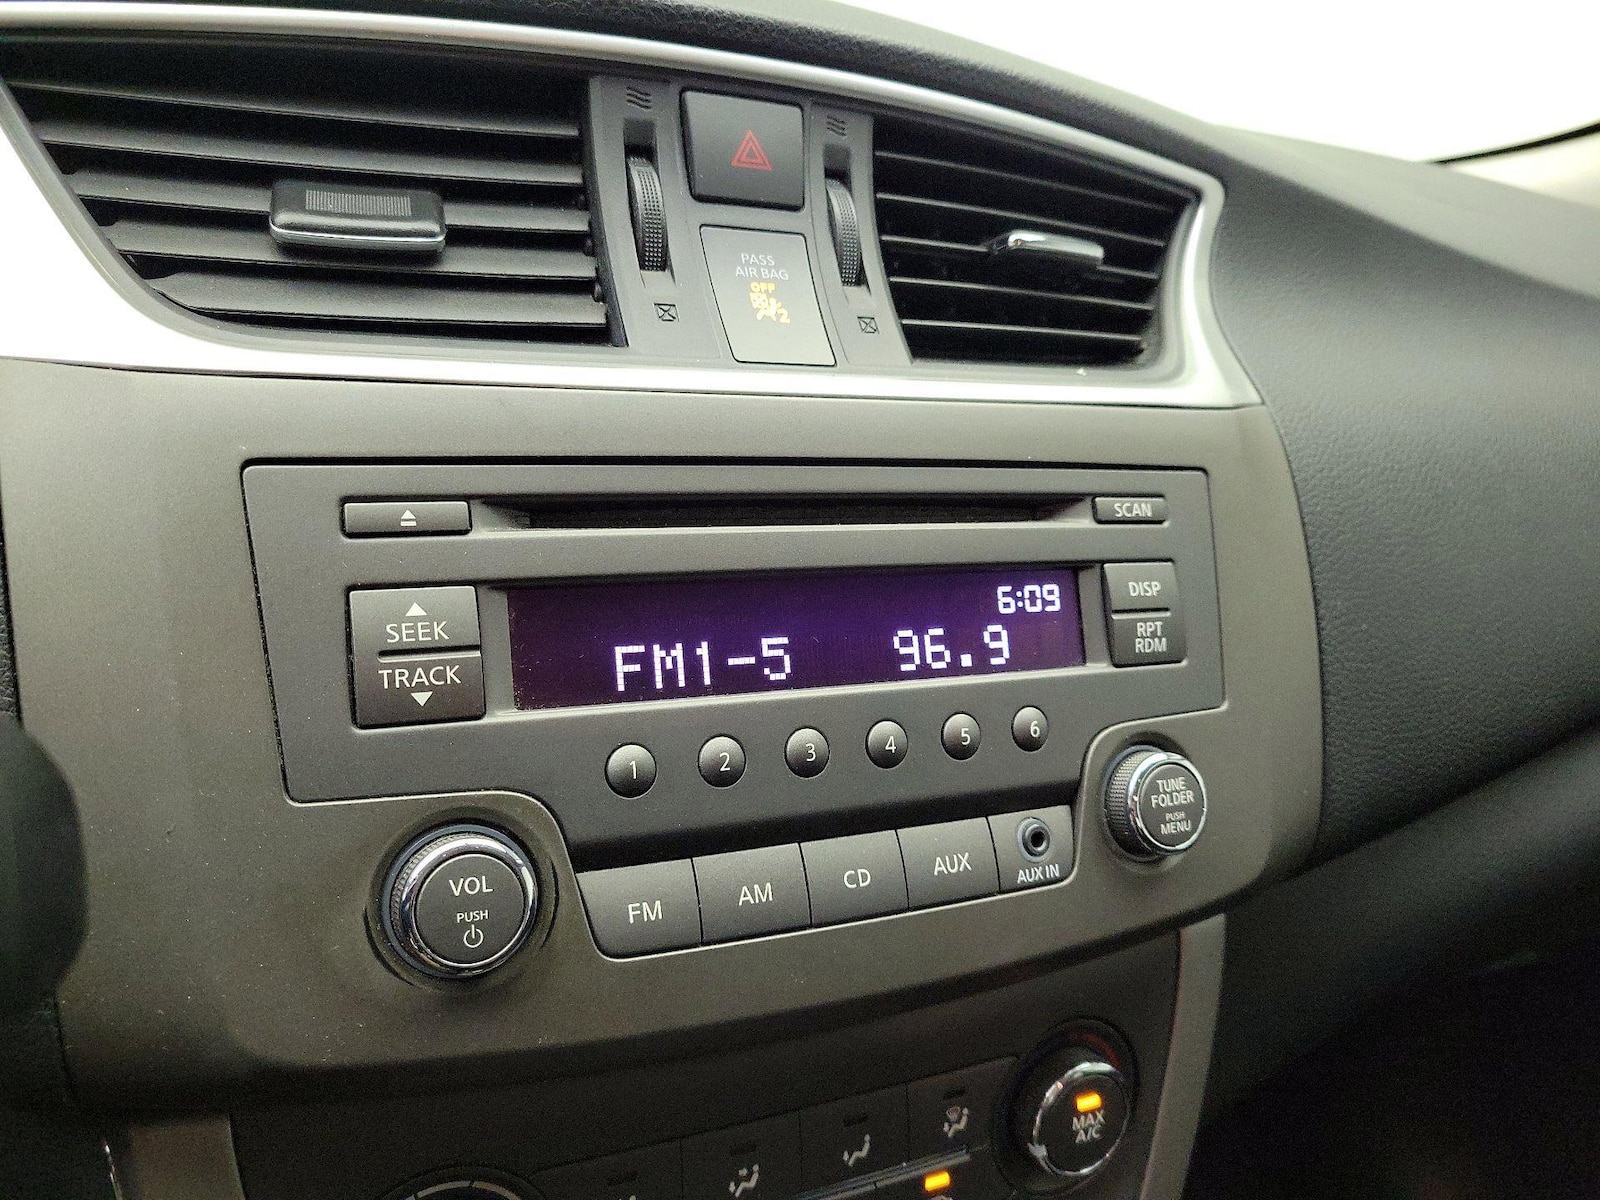 PASS
AIR BAG
OFF
2
SCAN
SEEK
TRACK
6:09
FM1-5 96.9
DISP
RPT
RDM
1 2 3 4 5 6
VOL
PUSH
FM AM CD AUX
AUX IN
TUNE
FOLDER
PUSH
MENU
MAX
A/C